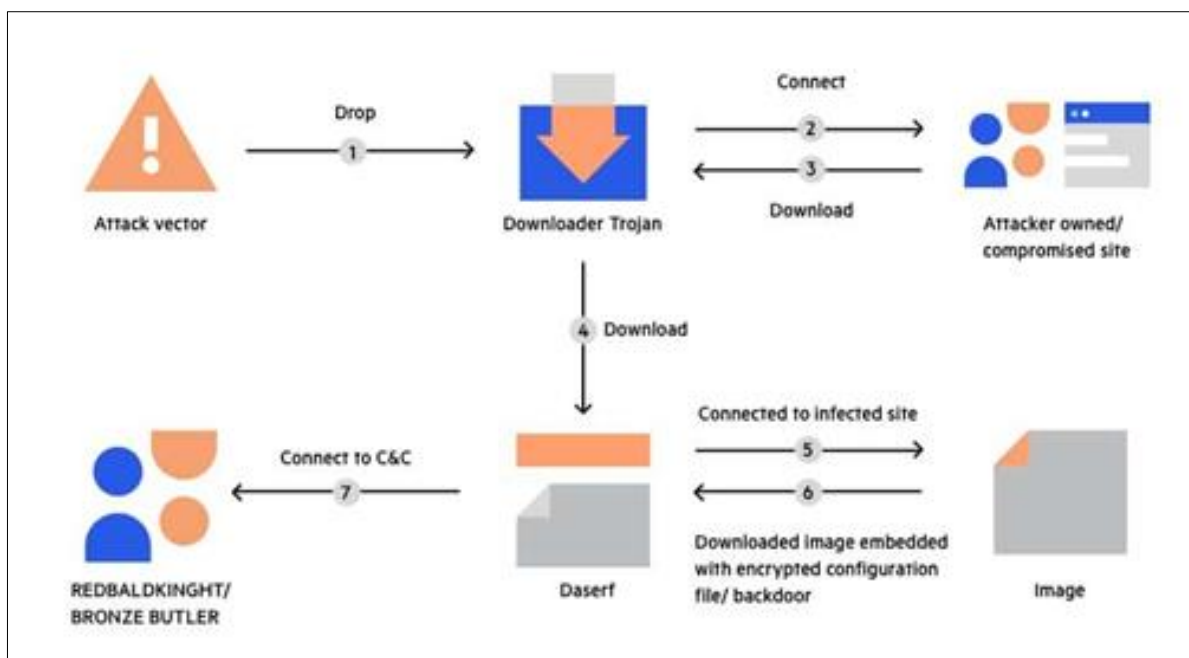 Drop
1
Attack vector
Downloader Trojan
Connect
2
3
Download
Attacker owned/
compromised site
4 Download
Connected to infected site
5
6
Downloaded image embedded
with encrypted configuration
file/ backdoor
Image
Daserf
Connect to C&C
7
REDBALDKINGHT/
BRONZE BUTLER